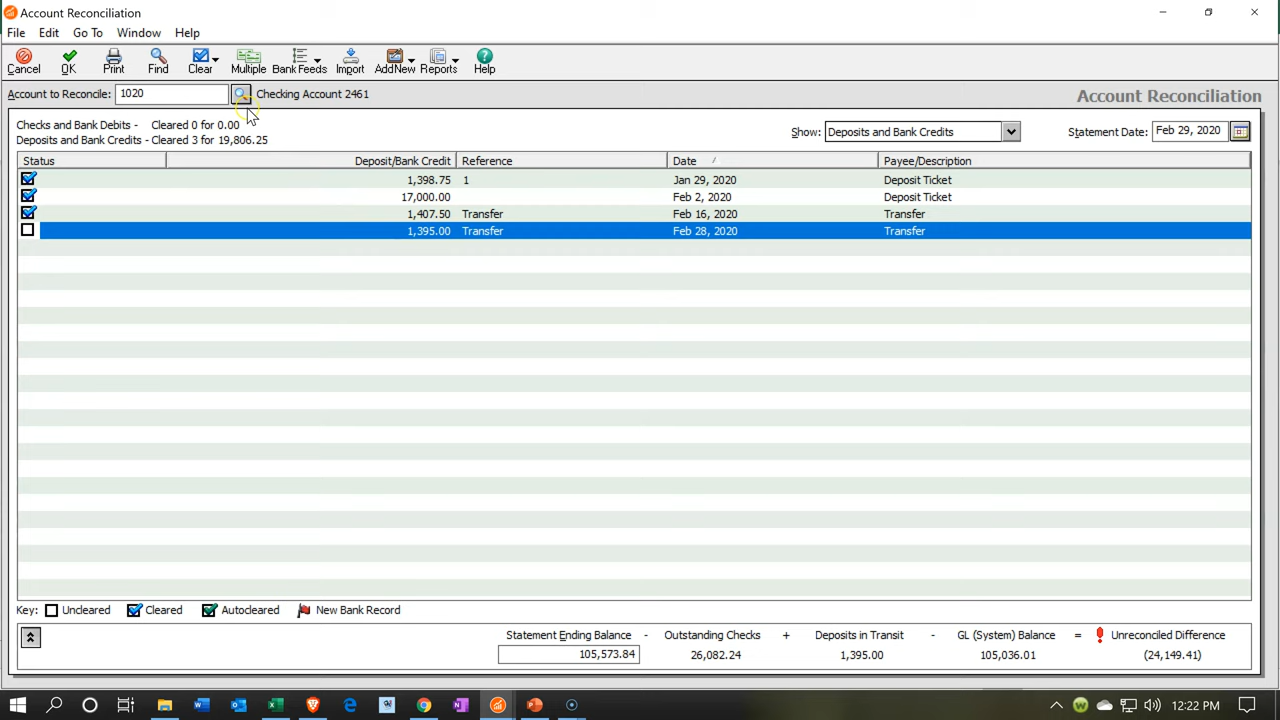 Account Reconciliation
File Edit Go To Window Help
Cancel OK Print Find Clear Multiple Bank Feeds Import AddNew Reports Help
Account to Reconcile: 1020 Checking Account 2461 Account Reconciliation
Checks and Bank Debits - Cleared 0 for 0.00
Show: Deposits and Bank Credits Statement Date: Feb 29, 2020
Deposits and Bank Credits - Cleared 3 for 19,806.25
Status Deposit/Bank Credit Reference Date / Payee/Description
1,398.75 1 Jan 29, 2020 Deposit Ticket
17,000.00 Feb 2, 2020 Deposit Ticket
1,407.50 Transfer Feb 16, 2020 Transfer
1,395.00 Transfer Feb 28, 2020 Transfer
Key: Uncleared Cleared Autocleared New Bank Record
Statement Ending Balance - Outstanding Checks + Deposits in Transit - GL (System) Balance = ! Unreconciled Difference
105,573.84 26,082.24 1,395.00 105,036.01 (24,149.41)
12:22 PM